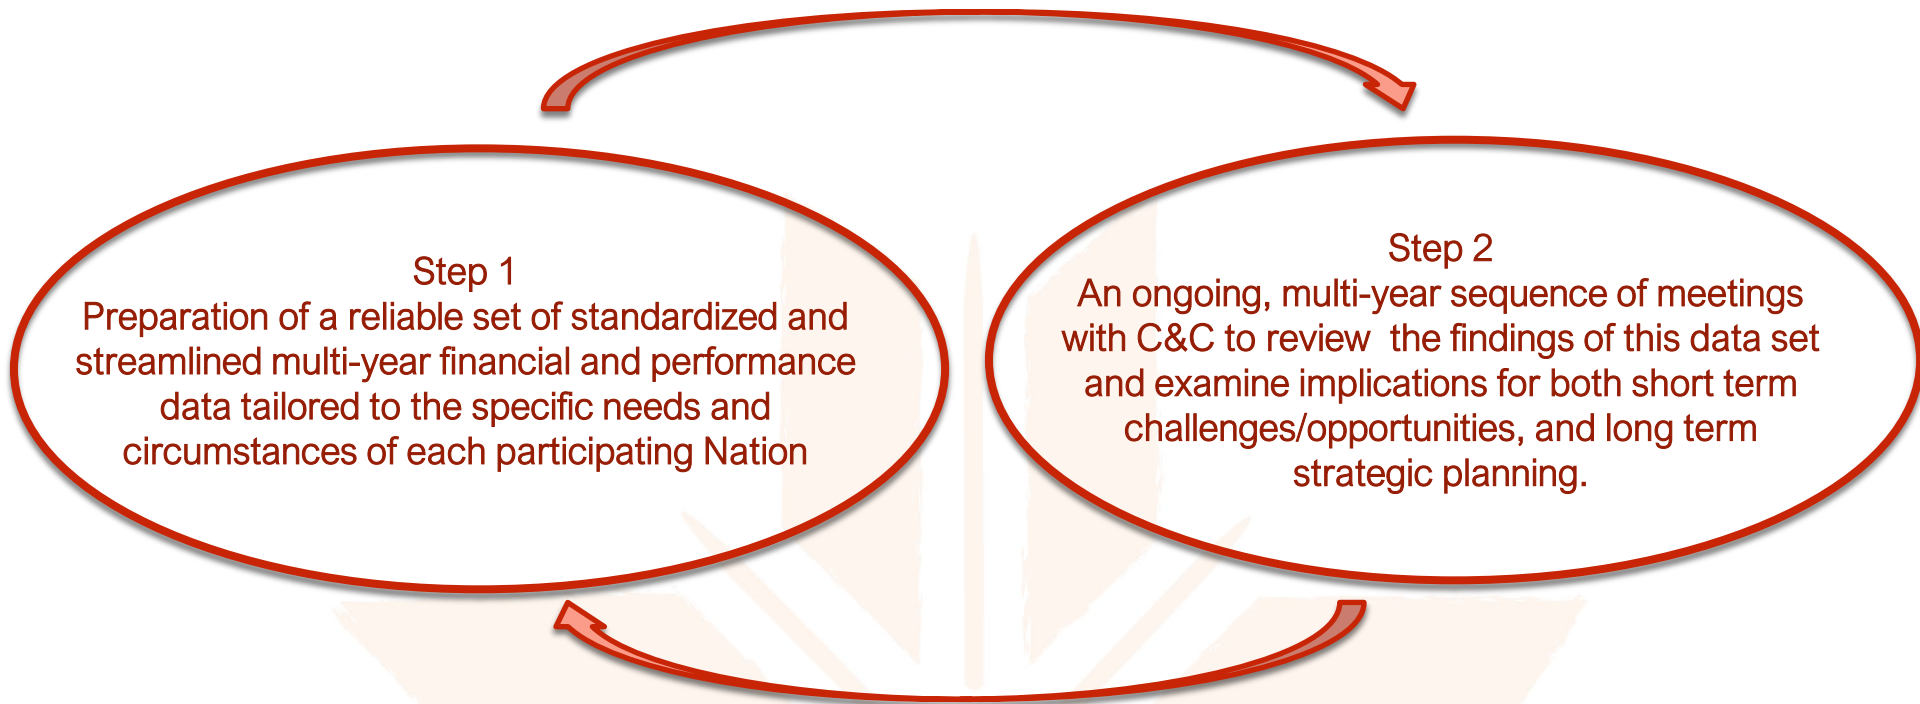 Step 1
Preparation of a reliable set of standardized and
streamlined multi-year financial and performance
data tailored to the specific needs and
circumstances of each participating Nation
Step 2
An ongoing, multi-year sequence of meetings
with C&C to review  the findings of this data set
and examine implications for both short term
challenges/opportunities, and long term
strategic planning.